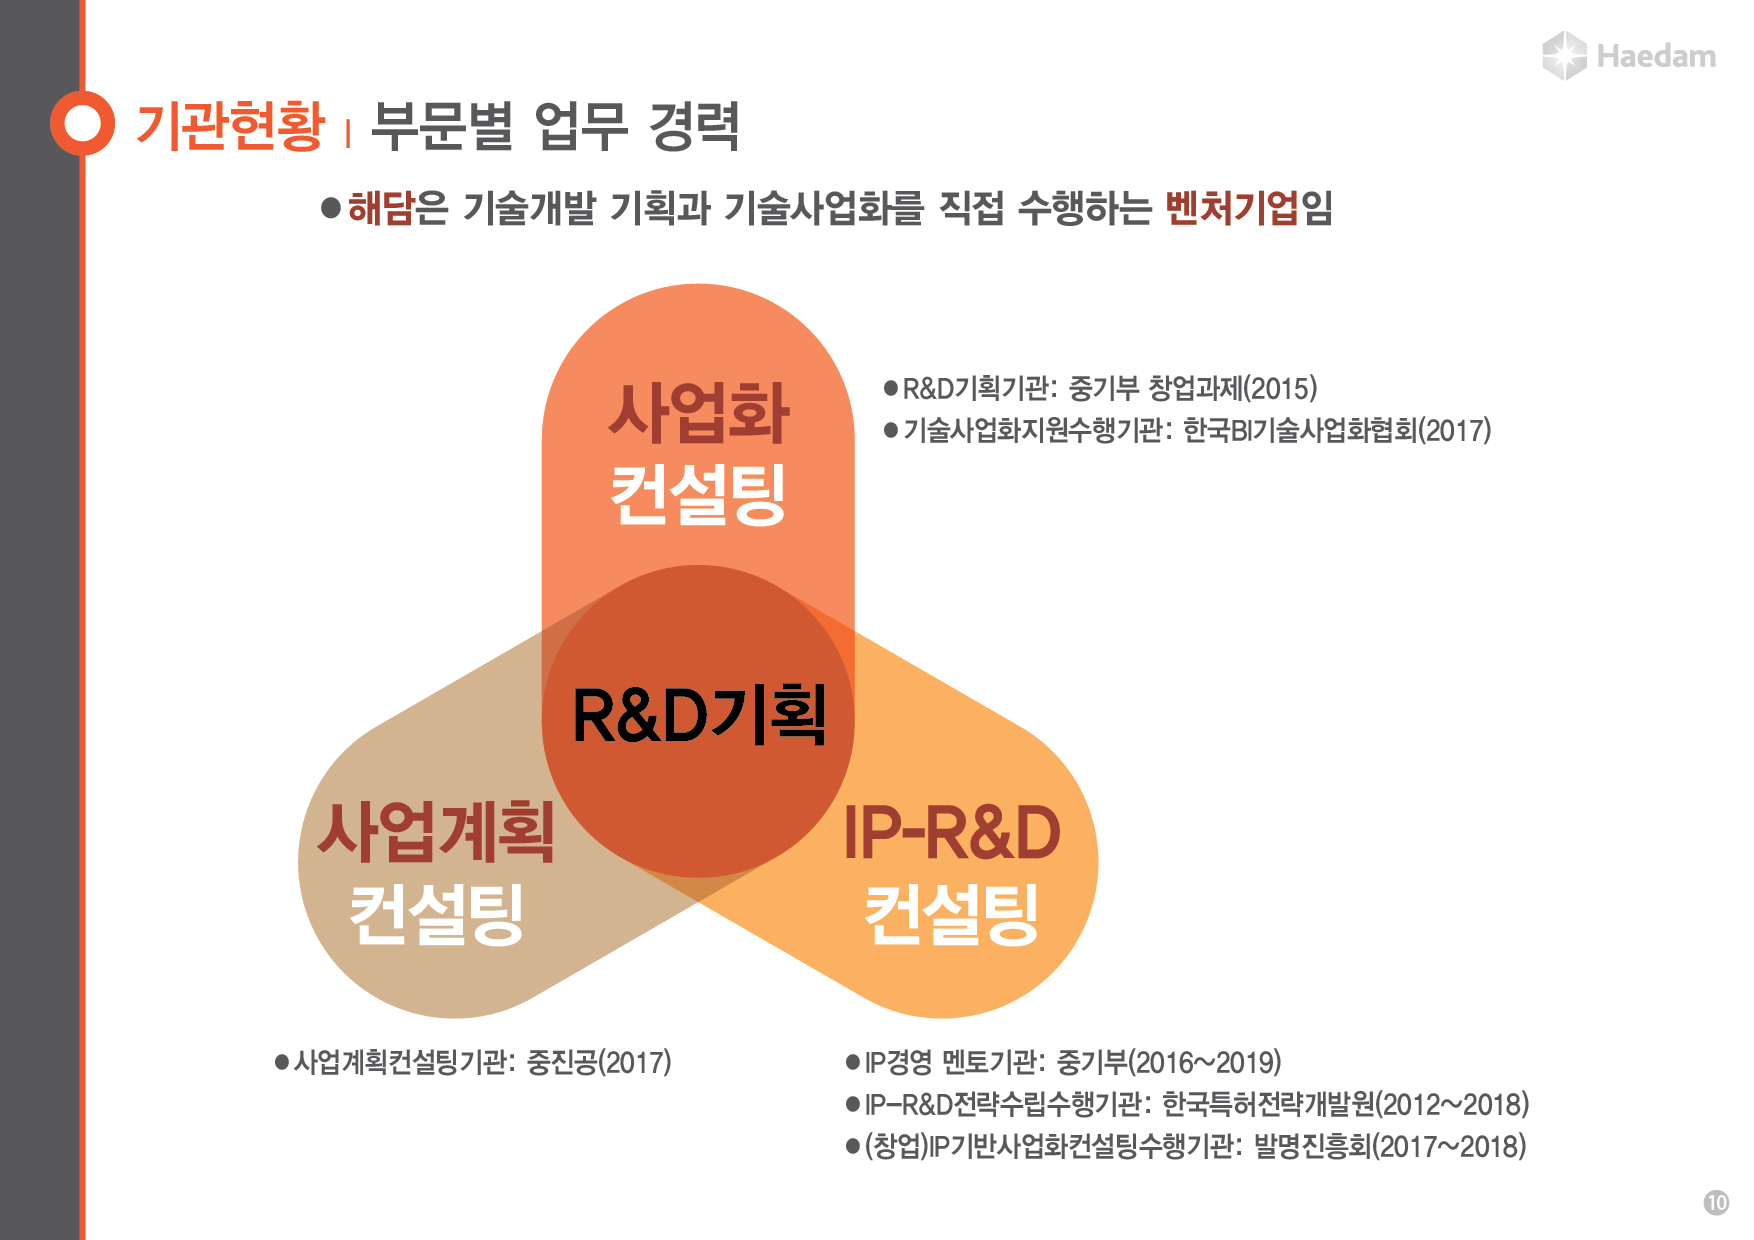 Haedam
기관현황 | 부문별 업무 경력
● 해담은 기술개발 기획과 기술사업화를 직접 수행하는 벤처기업임
사업화
컨설팅
● R&D기획기관: 중기부 창업과제(2015)
● 기술사업화지원수행기관: 한국BI기술사업화협회(2017)
R&D기획
사업계획
컨설팅
IP-R&D
컨설팅
● 사업계획컨설팅기관: 중진공(2017)
● IP경영 멘토기관: 중기부(2016~2019)
● IP-R&D전략수립수행기관: 한국특허전략개발원(2012~2018)
● (창업)IP기반사업화컨설팅수행기관: 발명진흥회(2017~2018)
10